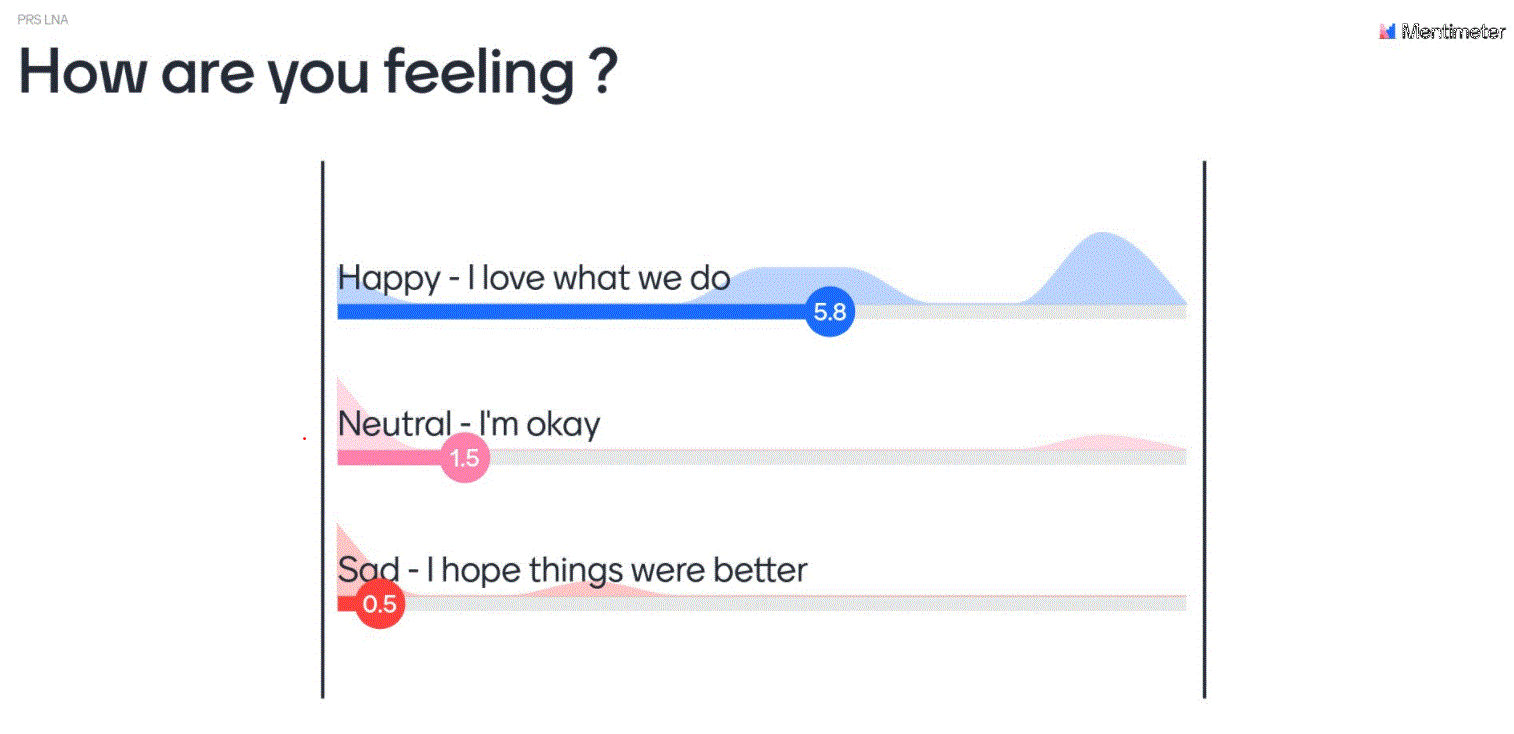 PRS LNA
Mentimeter
How are you feeling ?
Happy - I love what we do
5.8
Neutral - I'm okay
1.5
Sad - I hope things were better
0.5